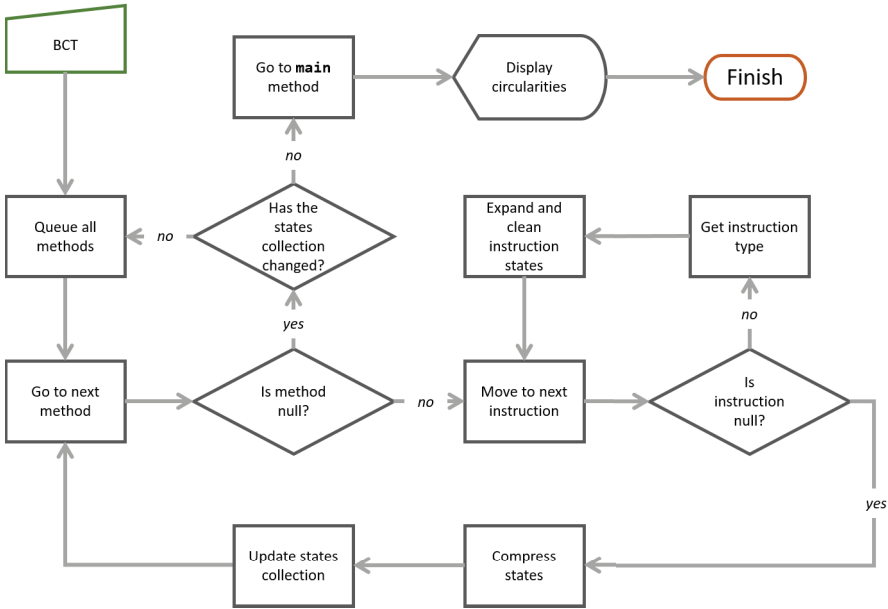 BCT
Go to main
method
Display
circularities
Finish
no
Queue all
methods
no
Has the
states
collection
changed?
Expand and
clean
instruction
states
Get instruction
type
yes
no
Go to next
method
Is method
null?
no
Move to next
instruction
Is
instruction
null?
yes
Update states
collection
Compress
states